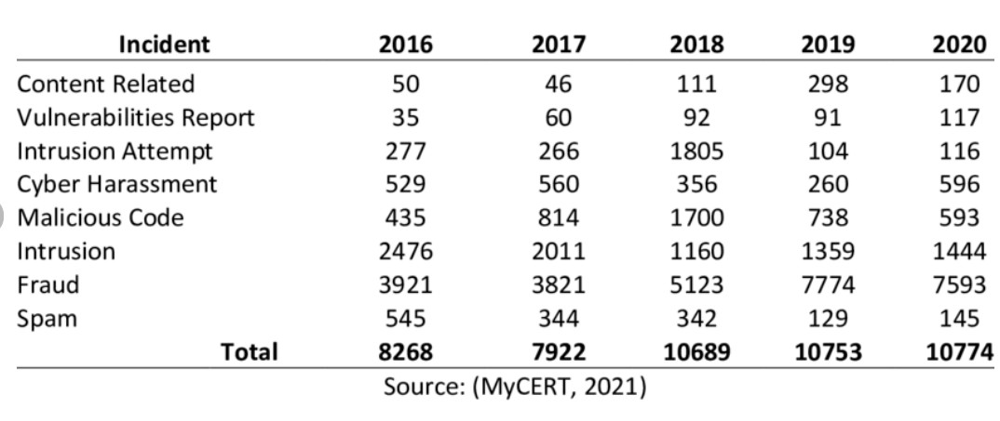 Incident 2016 2017 2018 2019 2020
Content Related 50 46 111 298 170
Vulnerabilities Report 35 60 92 91 117
Intrusion Attempt 277 266 1805 104 116
Cyber Harassment 529 560 356 260 596
Malicious Code 435 814 1700 738 593
Intrusion 2476 2011 1160 1359 1444
Fraud 3921 3821 5123 7774 7593
Spam 545 344 342 129 145
Total 8268 7922 10689 10753 10774
Source: (MyCERT, 2021)